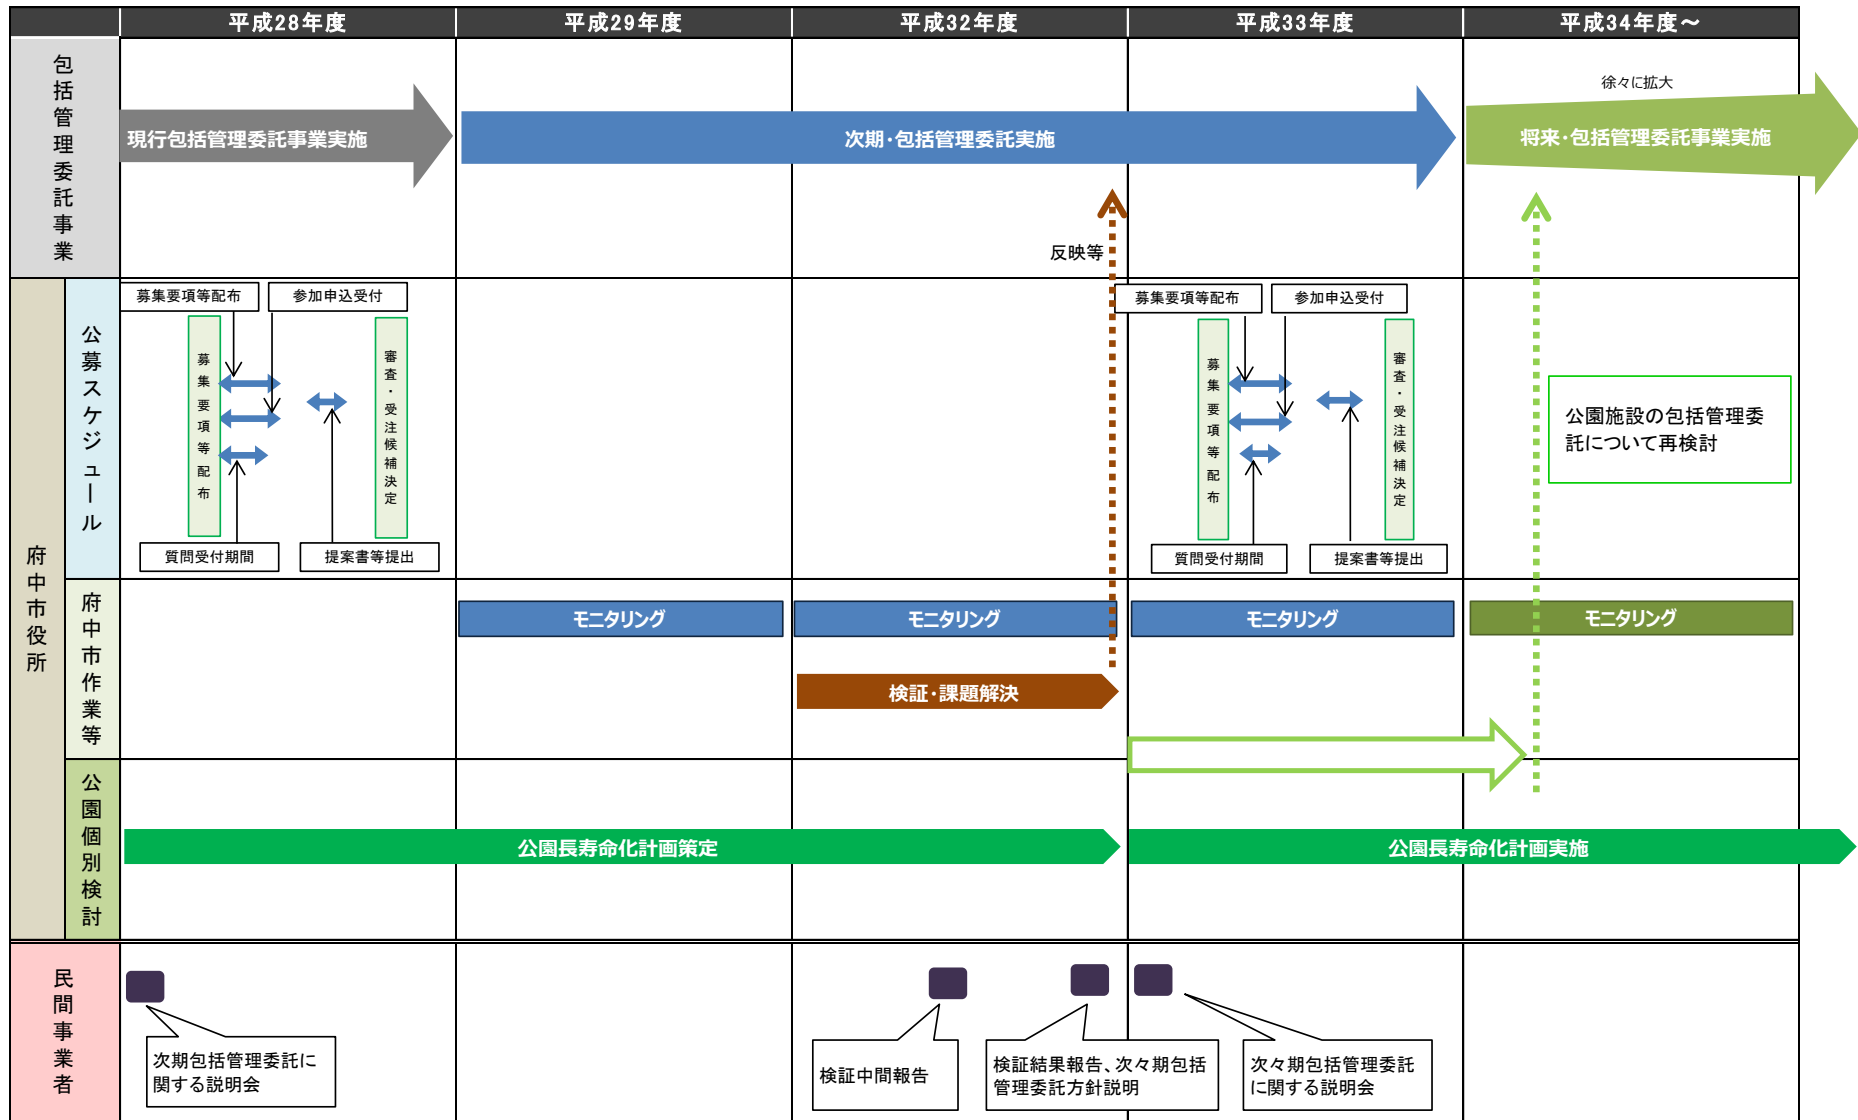 平成28年度
平成29年度
平成32年度
平成33年度
平成34年度～
包括管理委託事業
現行包括管理委託事業実施
次期・包括管理委託実施
徐々に拡大
将来・包括管理委託事業実施
反映等
府中市役所
公募スケジュール
募集要項等配布
参加申込受付
募集要項等配布
審査・受注候補決定
質問受付期間
提案書等提出
募集要項等配布
参加申込受付
募集要項等配布
審査・受注候補決定
質問受付期間
提案書等提出
公園施設の包括管理委
託について再検討
府中市作業等
モニタリング
モニタリング
モニタリング
モニタリング
検証・課題解決
公園個別検討
公園長寿命化計画策定
公園長寿命化計画実施
民間事業者
次期包括管理委託に
関する説明会
検証中間報告
検証結果報告、次々期包括
管理委託方針説明
次々期包括管理委託
に関する説明会